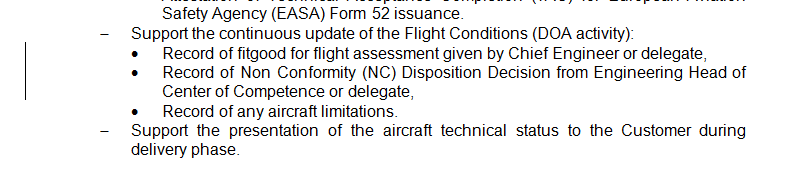 Safety Agency (EASA) Form 52 issuance.
– Support the continuous update of the Flight Conditions (DOA activity):
• Record of fitgood for flight assessment given by Chief Engineer or delegate,
• Record of Non Conformity (NC) Disposition Decision from Engineering Head of
Center of Competence or delegate,
• Record of any aircraft limitations.
– Support the presentation of the aircraft technical status to the Customer during
delivery phase.